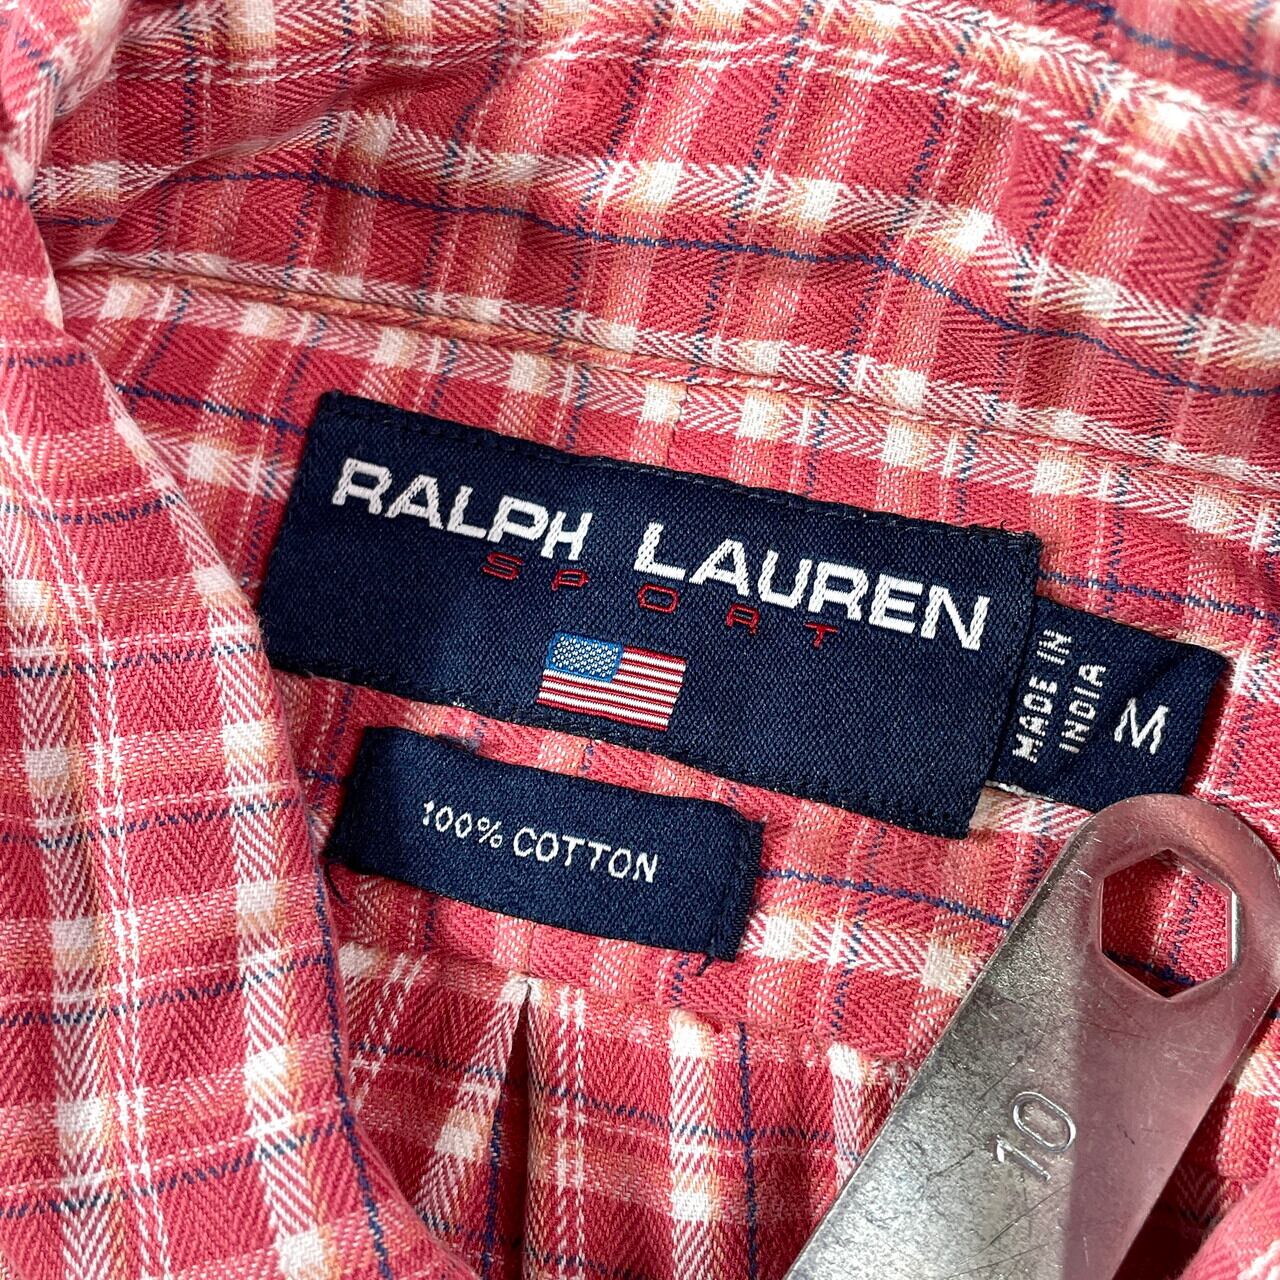 RALPH LAUREN
SPORT
MADE IN
INDIA
M
100% COTTON
10